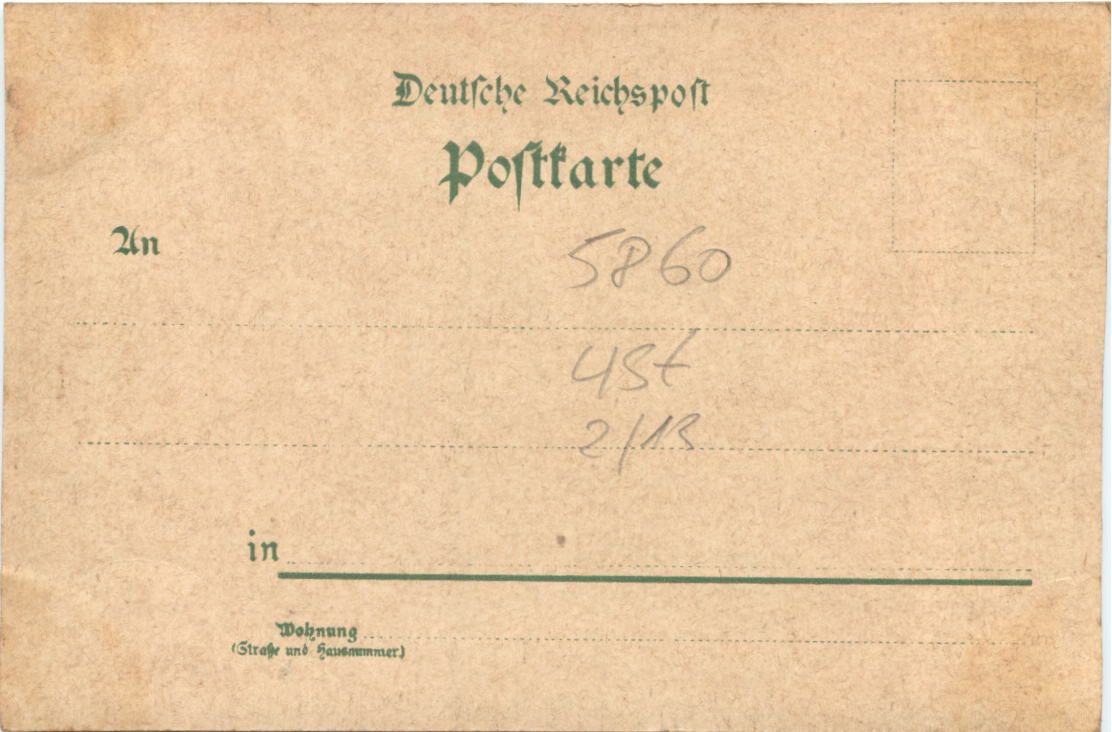 Deutſche Reichspoſt
Poſtkarte
An
5860
45t
2/13
in
Wohnung
(Straße und Hausnummer)